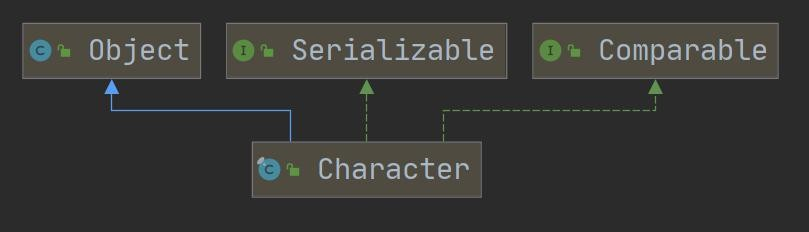 C Object
I Serializable
I Comparable
C Character